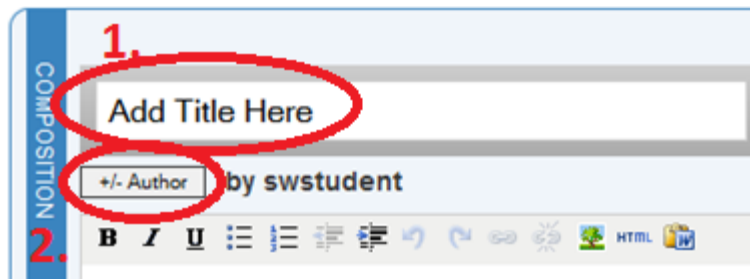 1.
COMPOSITION
Add Title Here
+/- Author by swstudent
2.
B I U HTML W